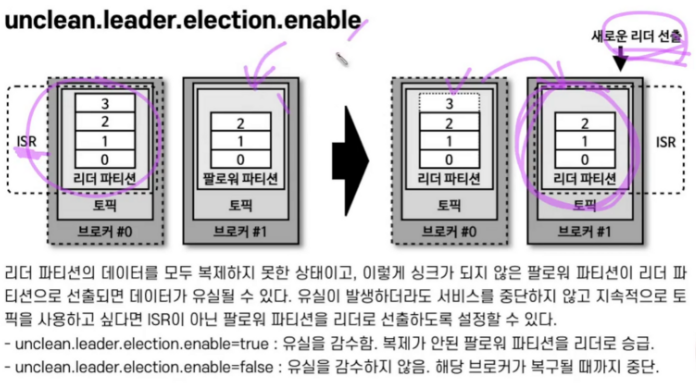 unclean.leader.election.enable
새로운 리더 선출
ISR
3
2
1
0
리더 파티션
토픽
브로커 #0
2
1
0
팔로워 파티션
토픽
브로커 #1
3
2
1
0
리더 파티션
토픽
브로커 #0
2
1
0
리더 파티션
토픽
브로커 #1
ISR
리더 파티션의 데이터를 모두 복제하지 못한 상태이고, 이렇게 싱크가 되지 않은 팔로워 파티션이 리더 파
티션으로 선출되면 데이터가 유실될 수 있다. 유실이 발생하더라도 서비스를 중단하지 않고 지속적으로 토
픽을 사용하고 싶다면 ISR이 아닌 팔로워 파티션을 리더로 선출하도록 설정할 수 있다.
- unclean.leader.election.enable=true : 유실을 감수함. 복제가 안된 팔로워 파티션을 리더로 승급.
- unclean.leader.election.enable=false : 유실을 감수하지 않음. 해당 브로커가 복구될 때까지 중단.